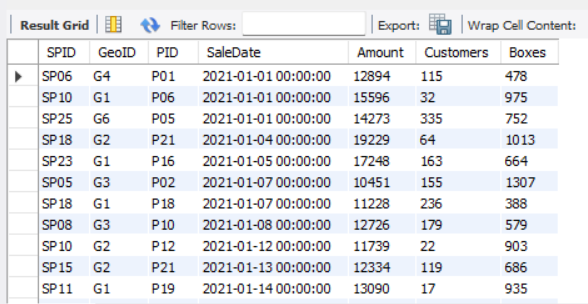 Result Grid Filter Rows: Export: Wrap Cell Content:
SPID GeoID PID SaleDate Amount Customers Boxes
SP06 G4 P01 2021-01-01 00:00:00 12894 115 478
SP10 G1 P06 2021-01-01 00:00:00 15596 32 975
SP25 G6 P05 2021-01-01 00:00:00 14273 335 752
SP18 G2 P21 2021-01-04 00:00:00 19229 64 1013
SP23 G1 P16 2021-01-05 00:00:00 17248 163 664
SP05 G3 P02 2021-01-07 00:00:00 10451 155 1307
SP18 G1 P18 2021-01-07 00:00:00 11228 236 388
SP08 G3 P10 2021-01-08 00:00:00 12726 179 579
SP10 G2 P12 2021-01-12 00:00:00 11739 22 903
SP15 G2 P21 2021-01-13 00:00:00 12334 119 686
SP11 G1 P19 2021-01-14 00:00:00 13090 17 935